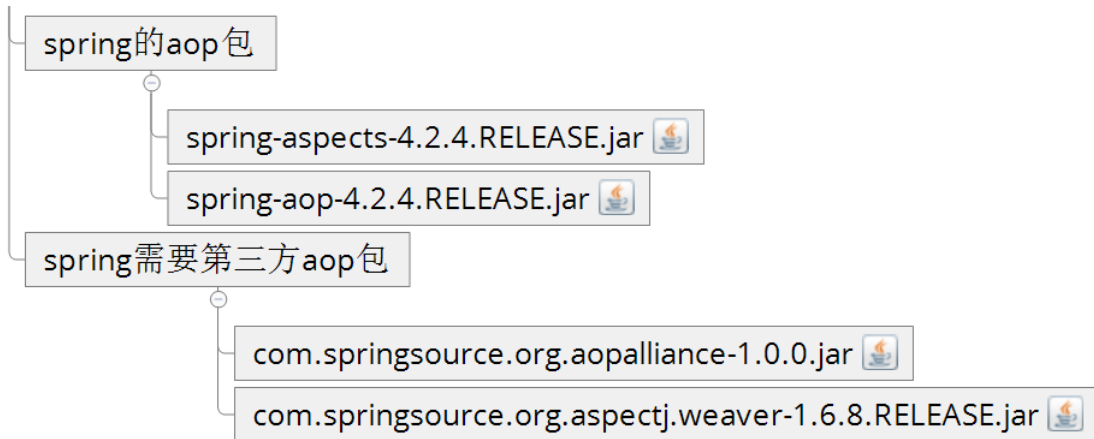 spring的aop包
spring-aspects-4.2.4.RELEASE.jar
spring-aop-4.2.4.RELEASE.jar
spring需要第三方aop包
com.springsource.org.aopalliance-1.0.0.jar
com.springsource.org.aspectj.weaver-1.6.8.RELEASE.jar